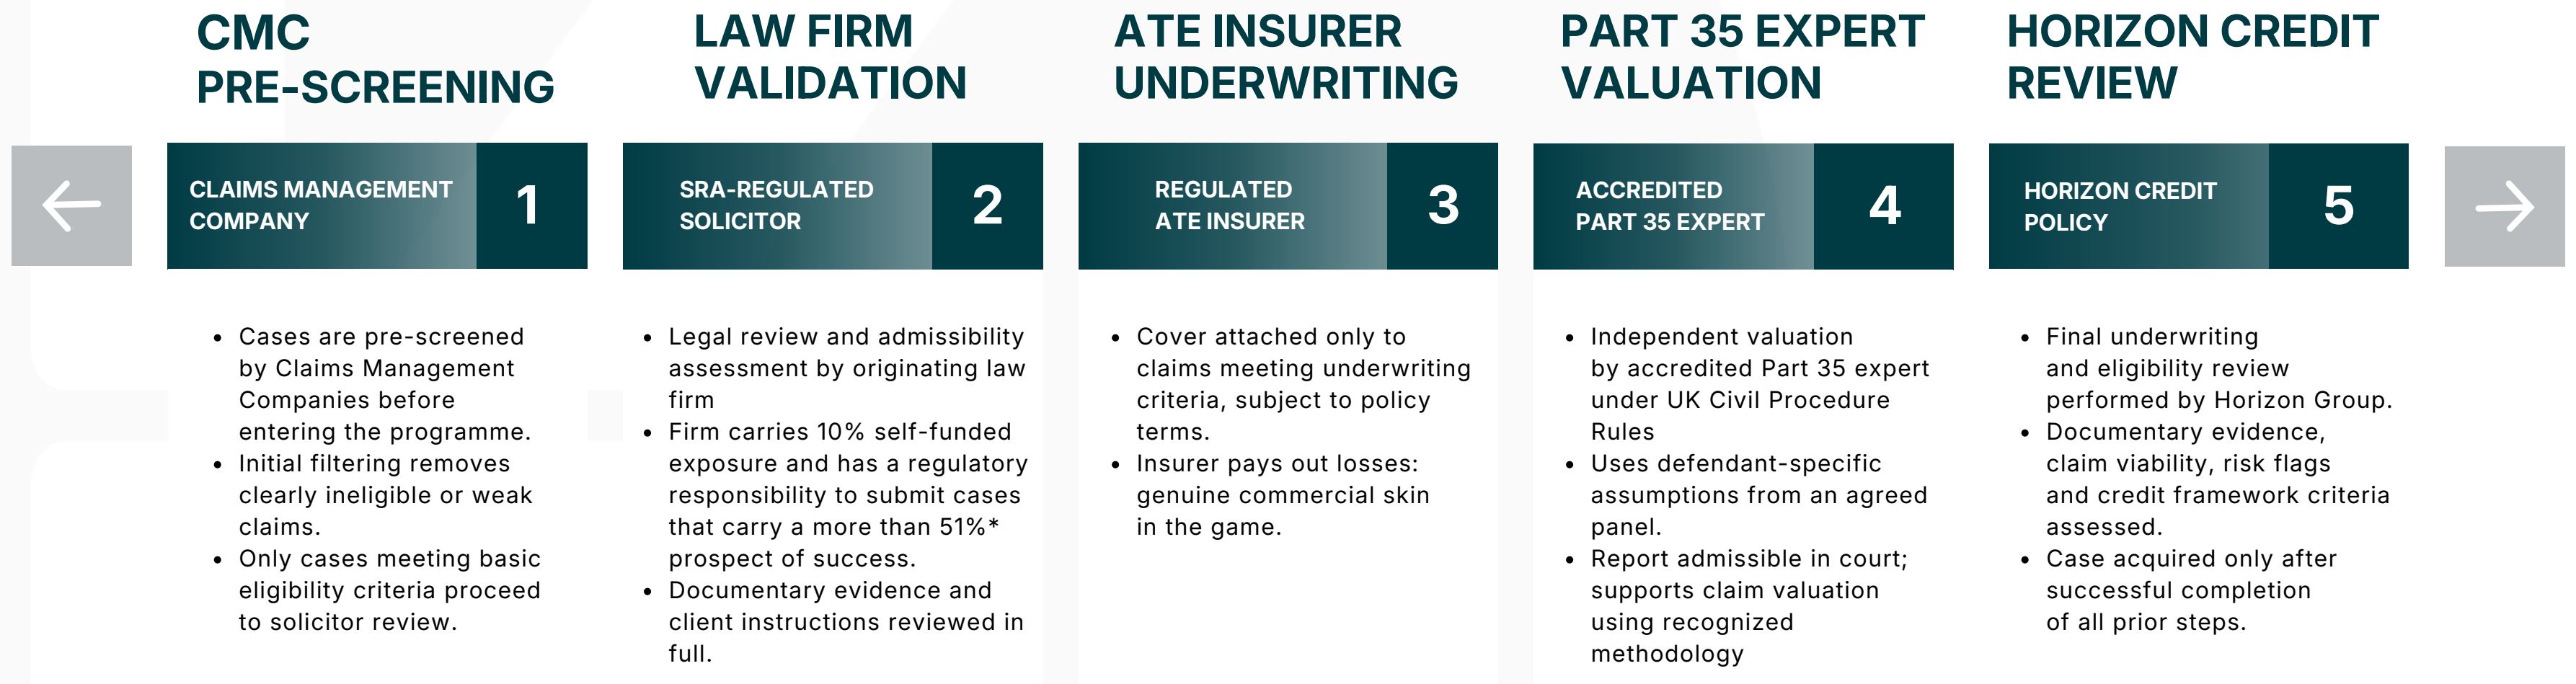 CMC
PRE-SCREENING
CLAIMS MANAGEMENT
COMPANY
1
• Cases are pre-screened
by Claims Management
Companies before
entering the programme.
• Initial filtering removes
clearly ineligible or weak
claims.
• Only cases meeting basic
eligibility criteria proceed
to solicitor review.
LAW FIRM
VALIDATION
SRA-REGULATED
SOLICITOR
2
• Legal review and admissibility
assessment by originating law
firm
• Firm carries 10% self-funded
exposure and has a regulatory
responsibility to submit cases
that carry a more than 51%*
prospect of success.
• Documentary evidence and
client instructions reviewed in
full.
ATE INSURER
UNDERWRITING
REGULATED
ATE INSURER
3
• Cover attached only to
claims meeting underwriting
criteria, subject to policy
terms.
• Insurer pays out losses:
genuine commercial skin
in the game.
PART 35 EXPERT
VALUATION
ACCREDITED
PART 35 EXPERT
4
• Independent valuation
by accredited Part 35 expert
under UK Civil Procedure
Rules
• Uses defendant-specific
assumptions from an agreed
panel.
• Report admissible in court;
supports claim valuation
using recognized
methodology
HORIZON CREDIT
REVIEW
HORIZON CREDIT
POLICY
5
• Final underwriting
and eligibility review
performed by Horizon Group.
• Documentary evidence,
claim viability, risk flags
and credit framework criteria
assessed.
• Case acquired only after
successful completion
of all prior steps.